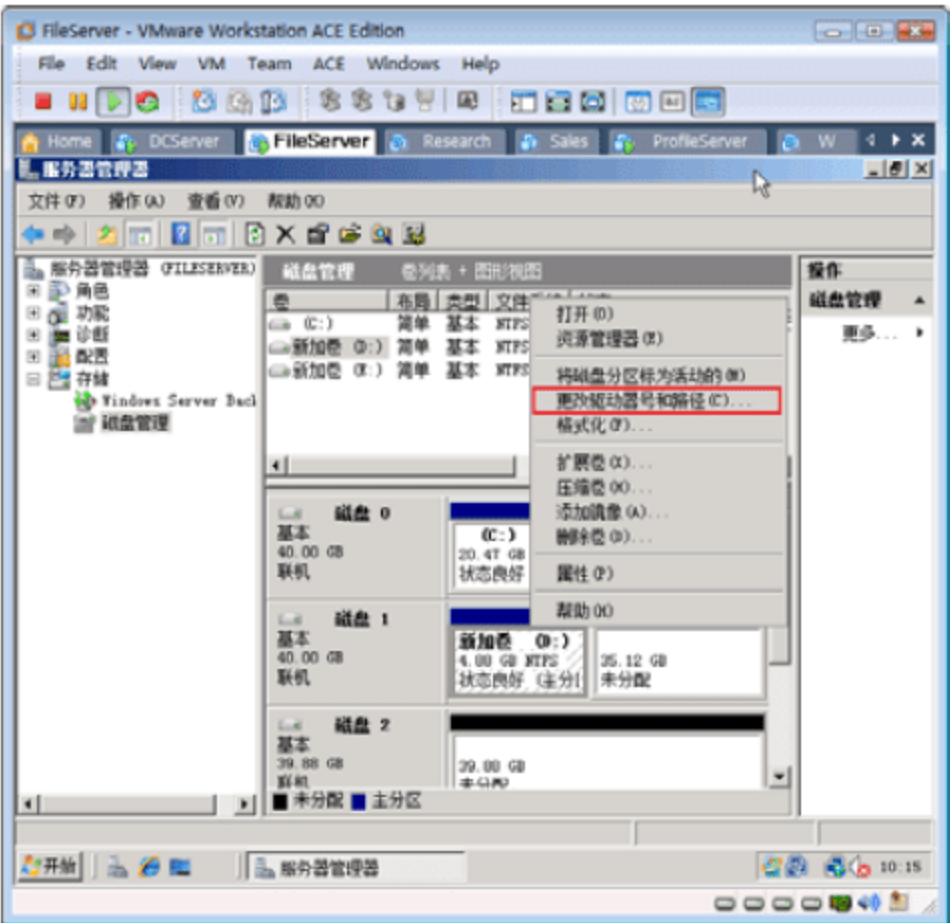 FileServer - VMware Workstation ACE Edition
File Edit View VM Team ACE Windows Help
Home DCServer FileServer Research Sales ProfileServer W
服务器管理器
文件(F) 操作(A) 查看(V) 帮助(H)
服务器管理器 (FILESERVER)
角色
功能
诊断
配置
存储
Windows Server Back
磁盘管理
磁盘管理 卷列表 + 图形视图
卷 布局 类型 文件系统 状态
(C:) 简单 基本 NTFS
新加卷 (D:) 简单 基本 NTFS
新加卷 (E:) 简单 基本 NTFS
打开(O)
资源管理器(E)
将磁盘分区标为活动的(M)
更改驱动器号和路径(C)...
格式化(F)...
扩展卷(X)...
压缩卷(H)...
添加镜像(A)...
删除卷(D)...
属性(P)
帮助(H)
磁盘 0
基本
40.00 GB
联机
(C:)
20.47 GB
状态良好
磁盘 1
基本
40.00 GB
联机
新加卷 (D:)
4.88 GB NTFS
状态良好 (主分
35.12 GB
未分配
磁盘 2
基本
39.88 GB
联机
39.88 GB
未分配
未分配 主分区
操作
磁盘管理
更多...
开始
服务器管理器
10:15